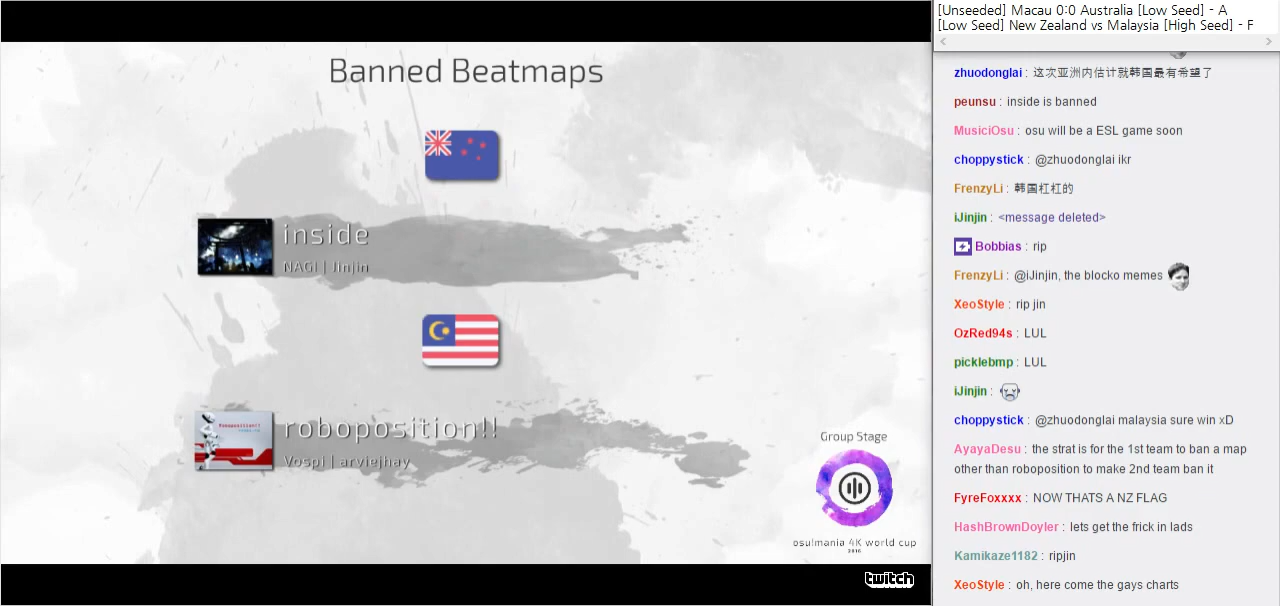 Banned Beatmaps
inside
NAGI | Jinjin
roboposition!!
Vospi | arviejhay
Group Stage
osu!mania 4K world cup
2016
twitch
[Unseeded] Macau 0:0 Australia [Low Seed] - A
[Low Seed] New Zealand vs Malaysia [High Seed] - F
zhuodonglai : 这次亚洲内估计就韩国最有希望了
peunsu : inside is banned
MusiciOsu : osu will be a ESL game soon
choppystick : @zhuodonglai ikr
FrenzyLi : 韩国杠杠的
iJinjin : <message deleted>
Bobbias : rip
FrenzyLi : @iJinjin, the blocko memes
XeoStyle : rip jin
OzRed94s : LUL
picklebmp : LUL
iJinjin :
choppystick : @zhuodonglai malaysia sure win xD
AyayaDesu : the strat is for the 1st team to ban a map
other than roboposition to make 2nd team ban it
FyreFoxxxx : NOW THATS A NZ FLAG
HashBrownDoyler : lets get the frick in lads
Kamikaze1182 : ripjin
XeoStyle : oh, here come the gays charts